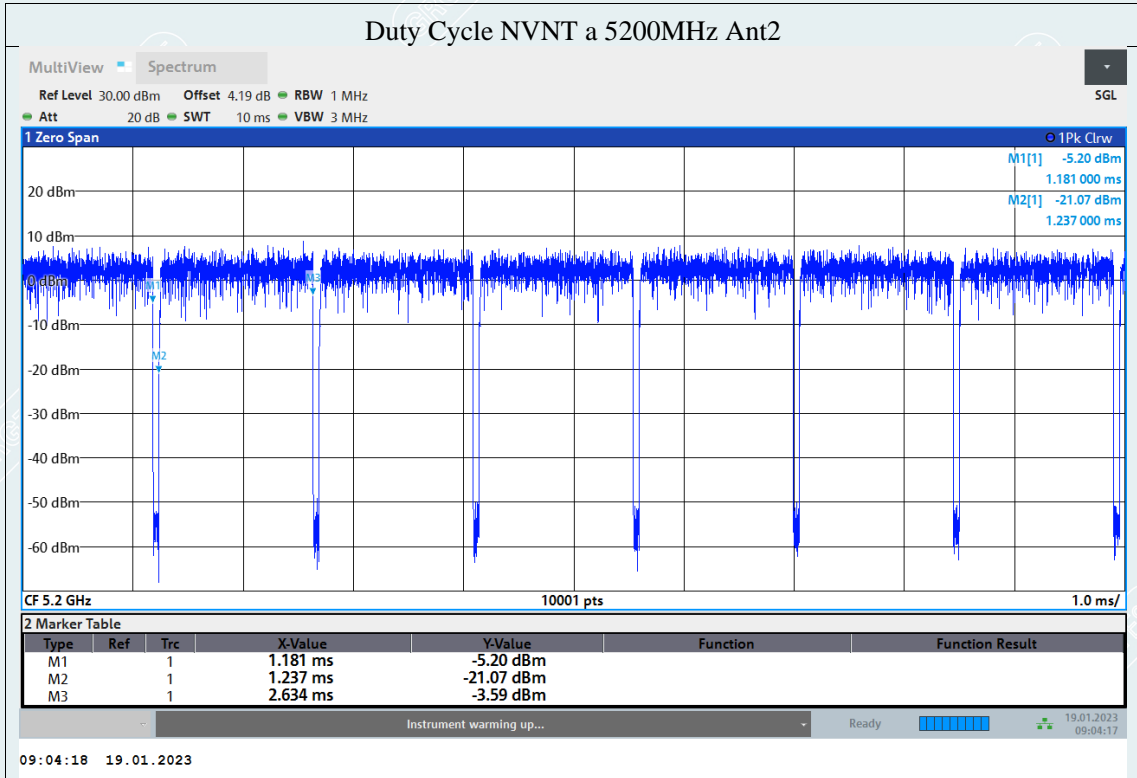 Duty Cycle NVNT a 5200MHz Ant2
MultiView Spectrum
Ref Level 30.00 dBm Offset 4.19 dB RBW 1 MHz SGL
Att 20 dB SWT 10 ms VBW 3 MHz
1 Zero Span 1Pk Clrw
M1[1] -5.20 dBm
1.181 000 ms
M2[1] -21.07 dBm
1.237 000 ms
20 dBm
10 dBm
0 dBm
M1
M3
-10 dBm
M2
-20 dBm
-30 dBm
-40 dBm
-50 dBm
-60 dBm
CF 5.2 GHz 10001 pts 1.0 ms/
2 Marker Table
Type Ref Trc X-Value Y-Value Function Function Result
M1 1 1.181 ms -5.20 dBm
M2 1 1.237 ms -21.07 dBm
M3 1 2.634 ms -3.59 dBm
Instrument warming up... Ready 19.01.2023
09:04:17
09:04:18 19.01.2023